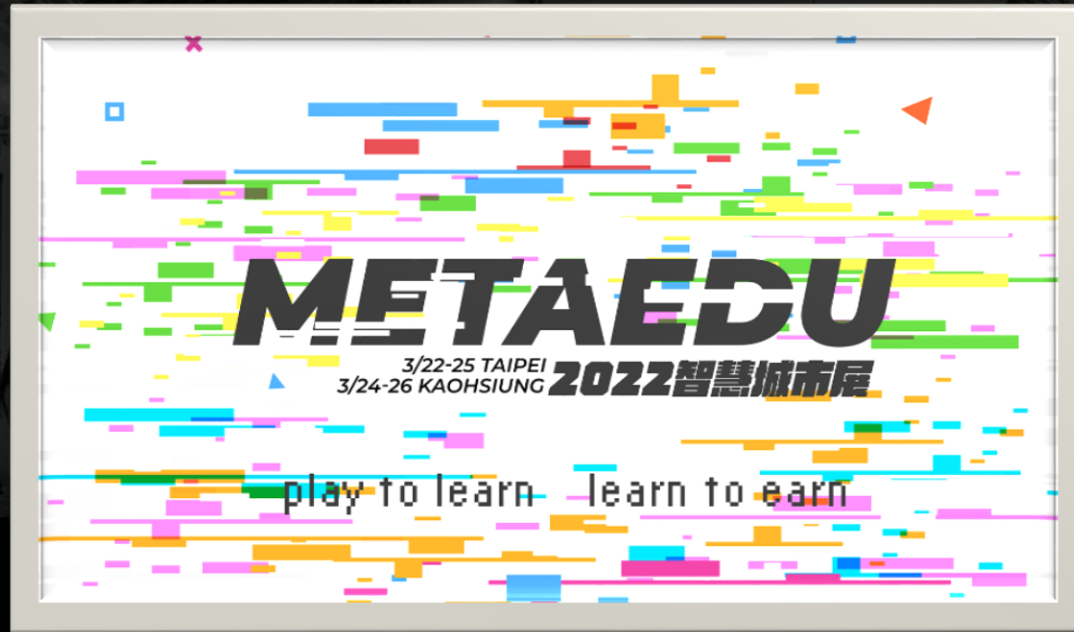 METAEDU
3/22-25 TAIPEI
3/24-26 KAOHSIUNG
2022智慧城市展
play to learn learn to earn